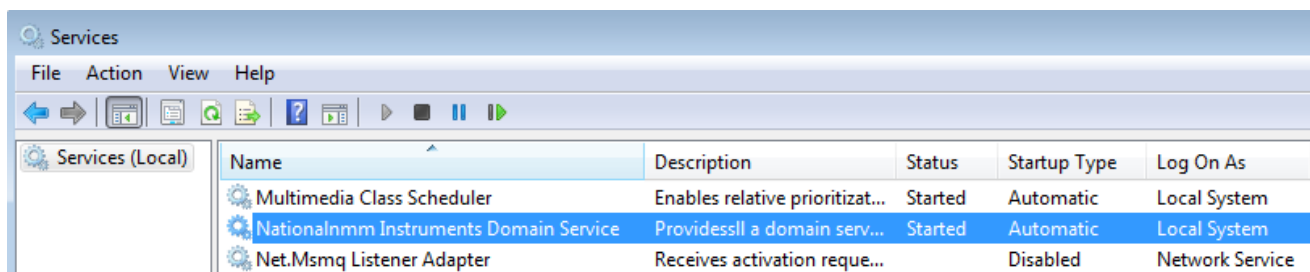 Services
File Action View Help
Services (Local)
Name Description Status Startup Type Log On As
Multimedia Class Scheduler Enables relative prioritizat... Started Automatic Local System
Nationalnmm Instruments Domain Service Providessll a domain serv... Started Automatic Local System
Net.Msmq Listener Adapter Receives activation reque... Disabled Network Service